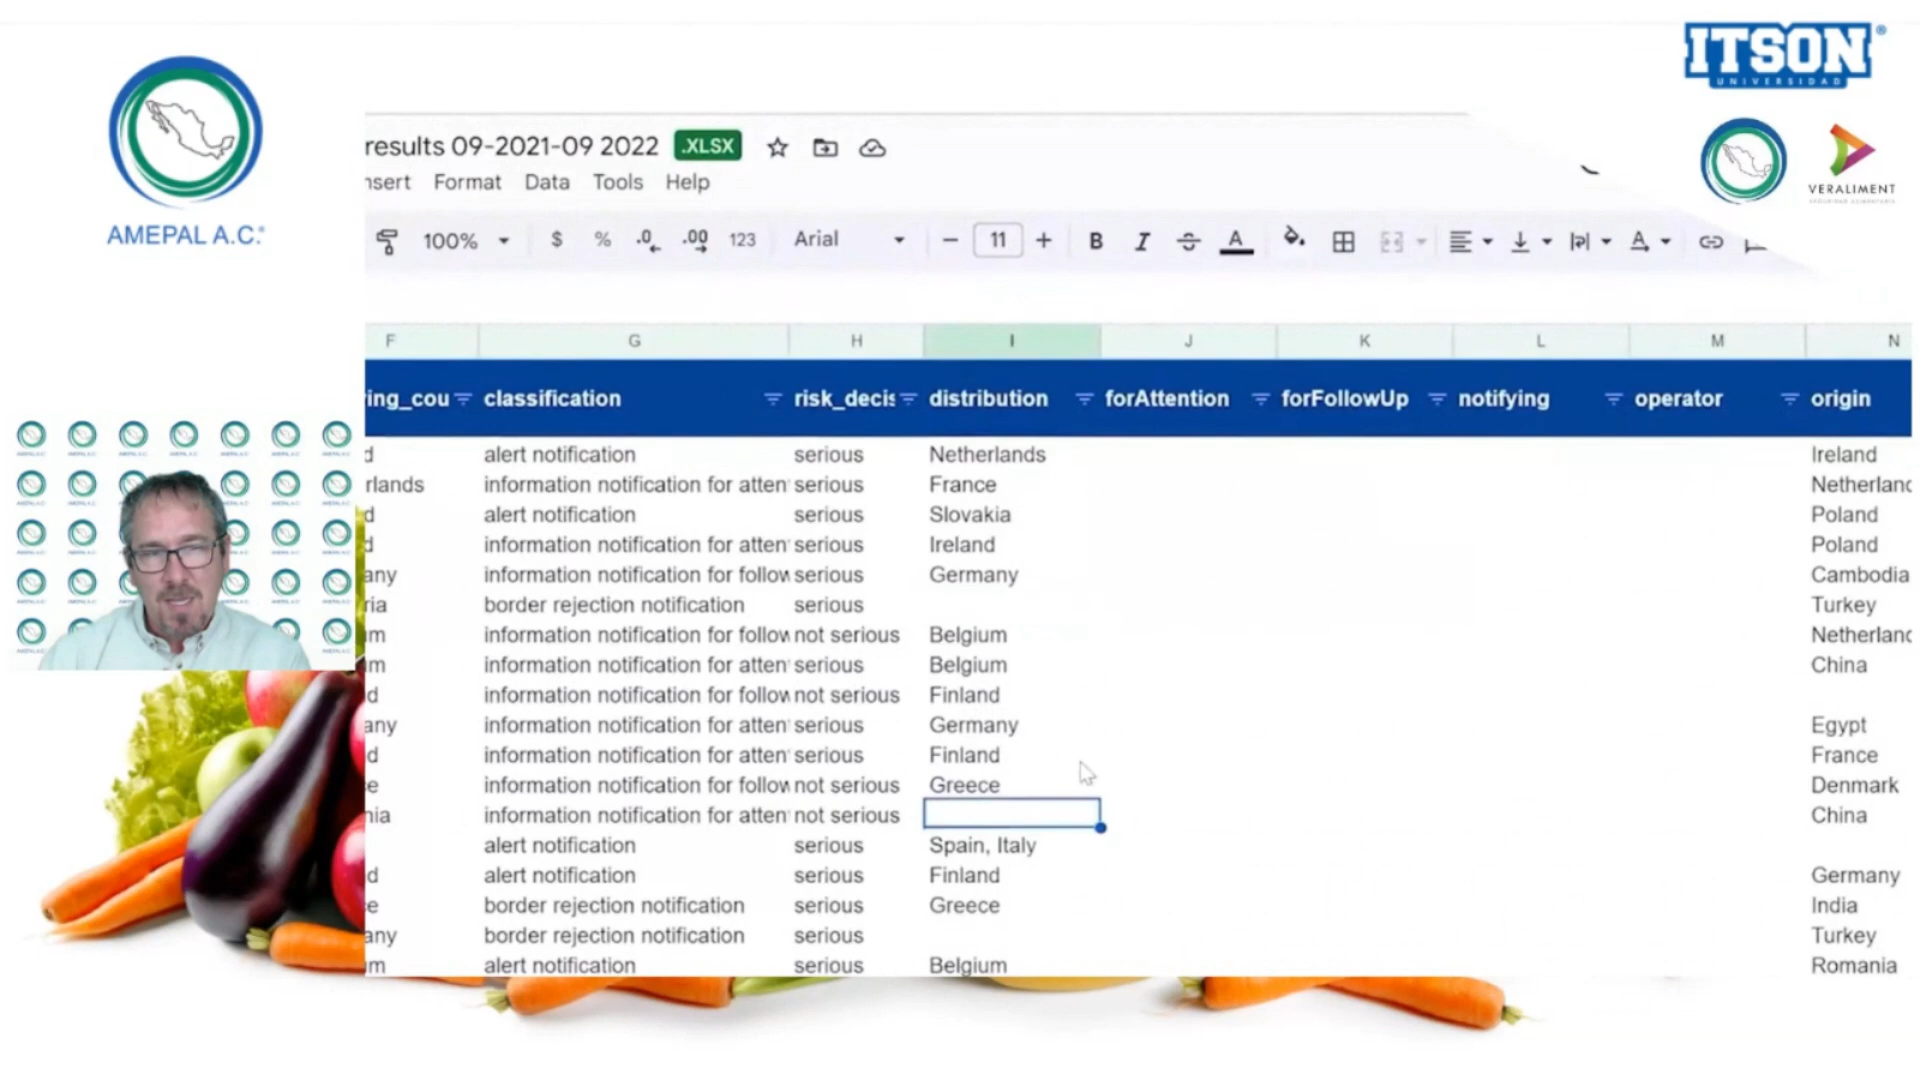 ITSON
UNIVERSIDAD
AMEPAL A.C.
VERALIMENT
results 09-2021-09 2022 .XLSX
nsert Format Data Tools Help
100% $ % .0 .00 123 Arial 11 B I S A
F G H I J K L M N
ing_cou classification risk_decis distribution forAttention forFollowUp notifying operator origin
d alert notification serious Netherlands Ireland
rlands information notification for atten serious France Netherland
d alert notification serious Slovakia Poland
d information notification for atten serious Ireland Poland
any information notification for follow serious Germany Cambodia
ria border rejection notification serious Turkey
um information notification for follow not serious Belgium Netherland
um information notification for atten serious Belgium China
d information notification for follow not serious Finland
any information notification for atten serious Germany Egypt
d information notification for atten serious Finland France
ce information notification for follow not serious Greece Denmark
nia information notification for atten not serious China
alert notification serious Spain, Italy
d alert notification serious Finland Germany
ce border rejection notification serious Greece India
any border rejection notification serious Turkey
um alert notification serious Belgium Romania